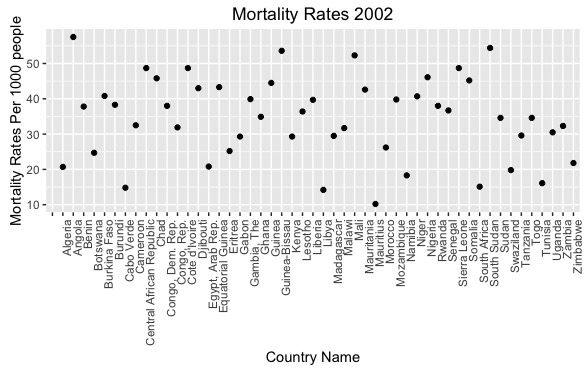 Mortality Rates 2002
Mortality Rates Per 1000 people
50
40
30
20
10
Algeria
Angola
Benin
Botswana
Burkina Faso
Burundi
Cabo Verde
Cameroon
Central African Republic
Chad
Congo, Dem. Rep.
Congo, Rep.
Cote d'Ivoire
Djibouti
Egypt, Arab Rep.
Equatorial Guinea
Eritrea
Gabon
Gambia, The
Ghana
Guinea
Guinea-Bissau
Kenya
Lesotho
Liberia
Libya
Madagascar
Malawi
Mali
Mauritania
Mauritius
Morocco
Mozambique
Namibia
Niger
Nigeria
Rwanda
Senegal
Sierra Leone
Somalia
South Africa
South Sudan
Sudan
Swaziland
Tanzania
Togo
Tunisia
Uganda
Zambia
Zimbabwe
Country Name